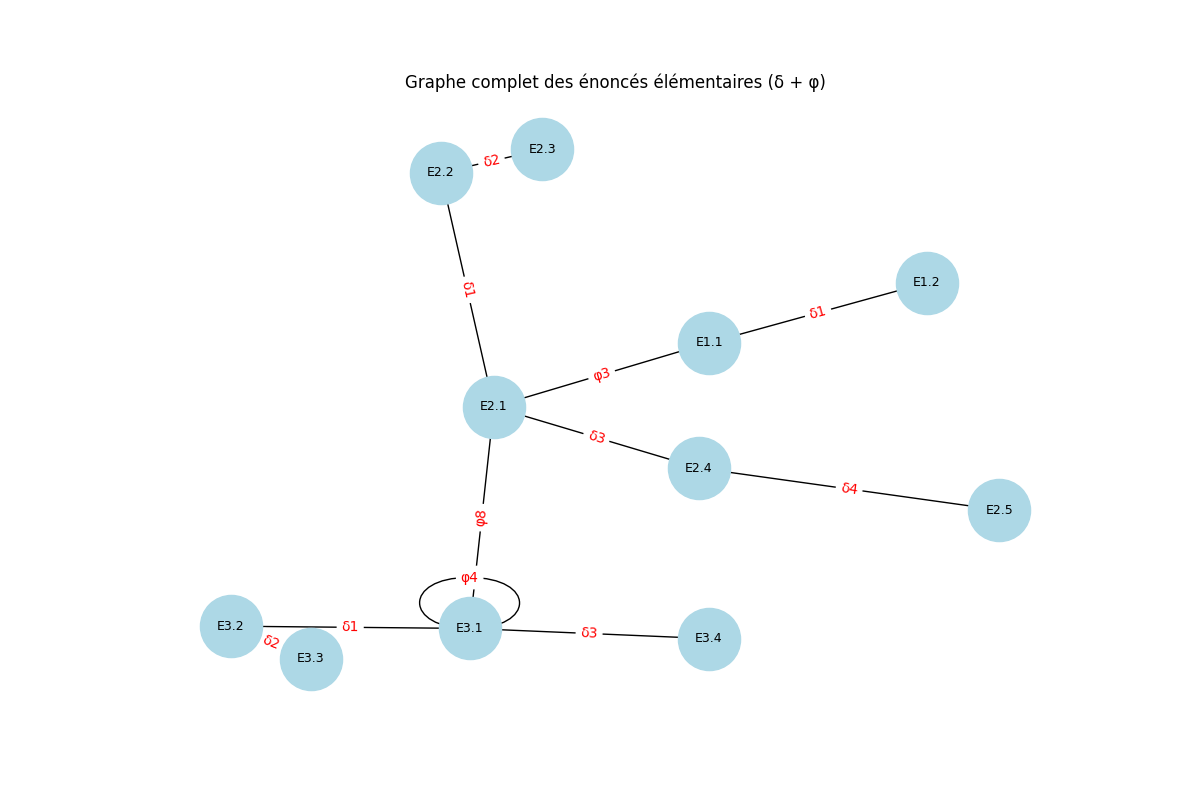 Graphe complet des énoncés élémentaires (δ + φ)
E2.3
δ2
E2.2
E1.2
δ1
δ1
E1.1
φ3
E2.1
δ3
E2.4
δ4
E2.5
φ8
φ4
E3.2
δ1
E3.1
δ3
E3.4
δ2
E3.3